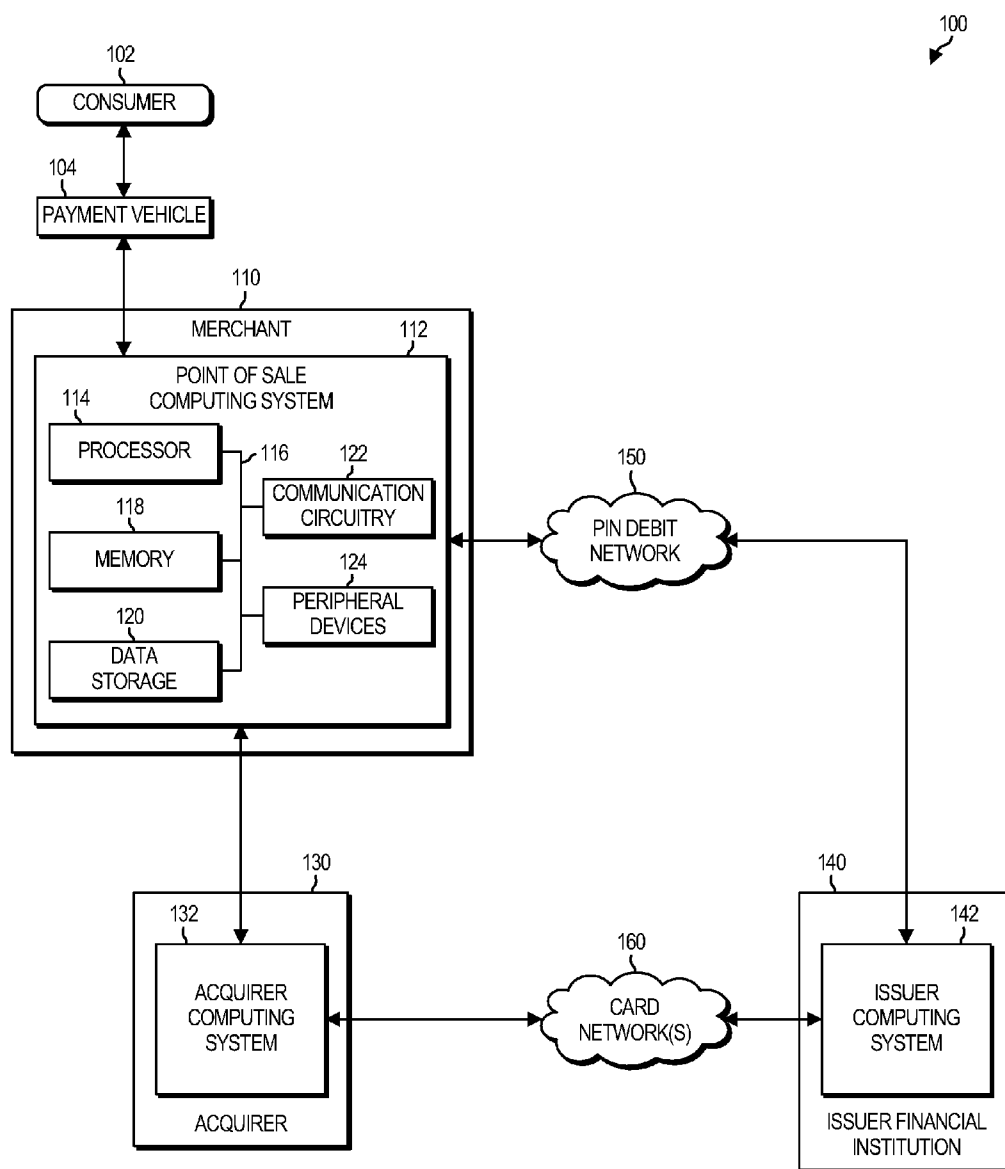 100
102
CONSUMER
104
PAYMENT VEHICLE
110
MERCHANT
112
POINT OF SALE
COMPUTING SYSTEM
114
PROCESSOR
116
122
COMMUNICATION
CIRCUITRY
118
MEMORY
124
PERIPHERAL
DEVICES
120
DATA
STORAGE
150
PIN DEBIT
NETWORK
130
132
ACQUIRER
COMPUTING
SYSTEM
ACQUIRER
160
CARD
NETWORK(S)
140
142
ISSUER
COMPUTING
SYSTEM
ISSUER FINANCIAL
INSTITUTION